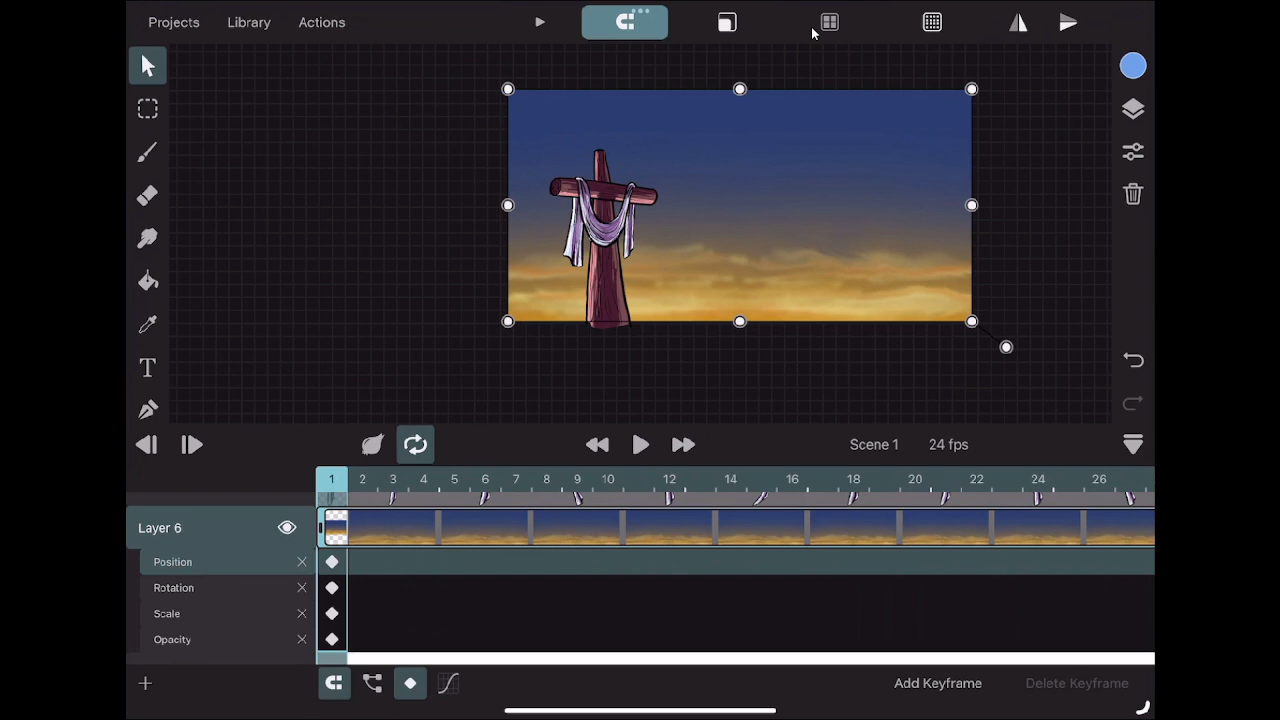 Projects Library Actions
T
Scene 1 24 fps
1 2 3 4 5 6 7 8 9 10 12 14 16 18 20 22 24 26
Layer 6
Position
Rotation
Scale
Opacity
Add Keyframe Delete Keyframe